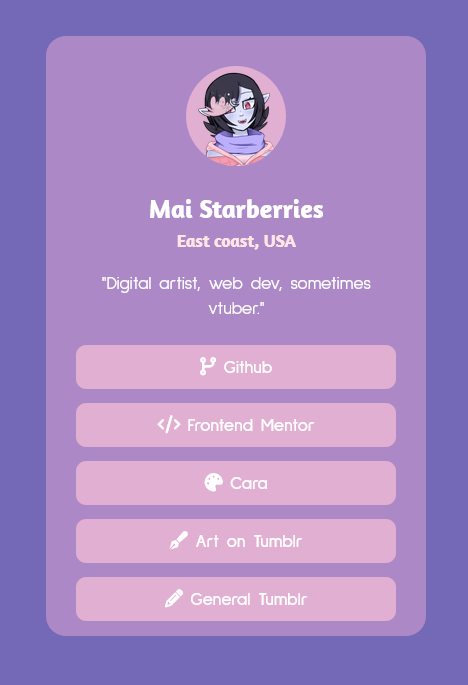 Mai Starberries
East coast, USA
"Digital artist, web dev, sometimes
vtuber."
Github
Frontend Mentor
Cara
Art on Tumblr
General Tumblr